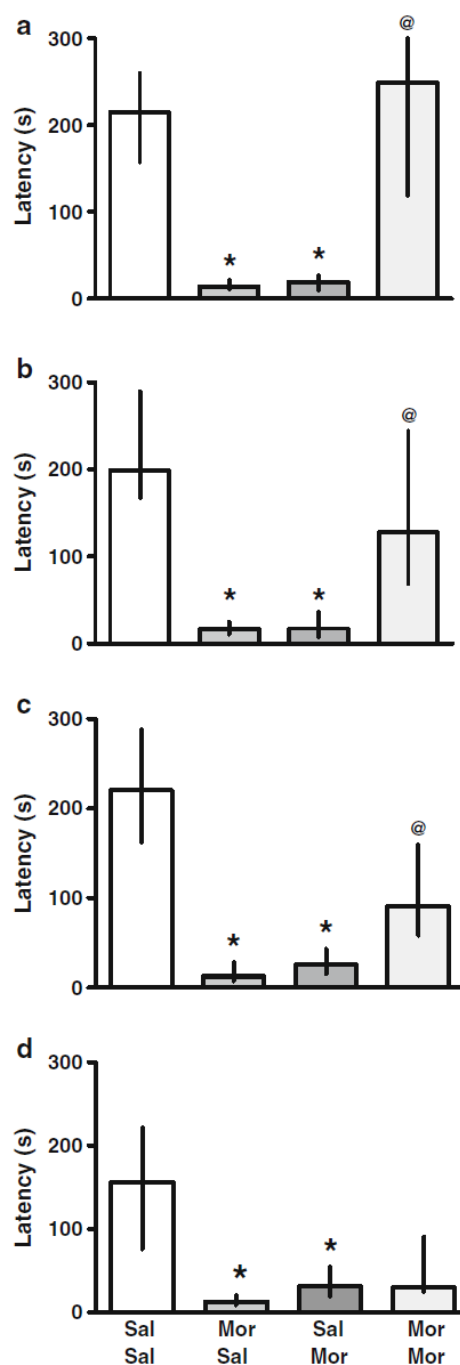 a
Latency (s)
300
200
100
0
* * @
b
Latency (s)
300
200
100
0
* * @
c
Latency (s)
300
200
100
0
* * @
d
Latency (s)
300
200
100
0
* *
Sal Mor Sal Mor
Sal Sal Mor Mor